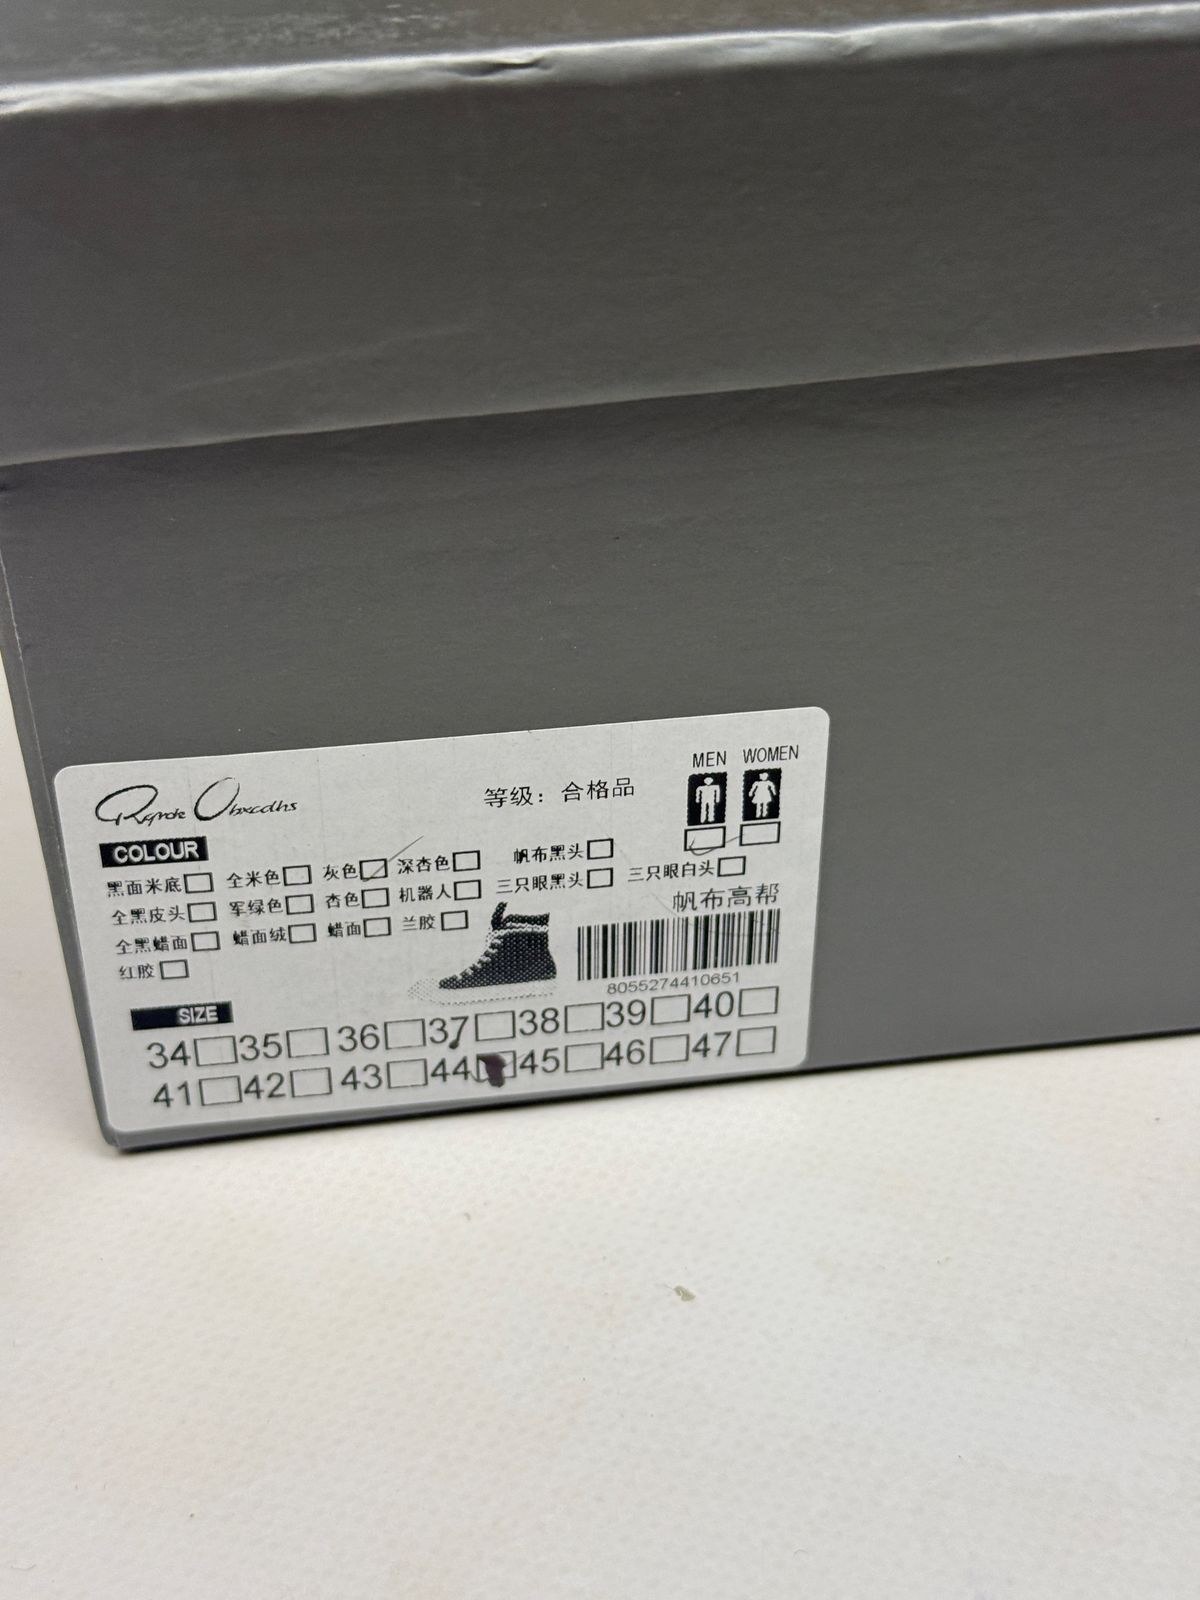 Rqrde Obxcdhs
等级：合格品
MEN WOMEN
COLOUR
黑面米底 全米色 灰色 深杏色 帆布黑头
全黑皮头 军绿色 杏色 机器人 三只眼黑头 三只眼白头
全黑蜡面 蜡面绒 蜡面 兰胶
红胶
帆布高帮
8055274410651
SIZE
34 35 36 37 38 39 40
41 42 43 44 45 46 47